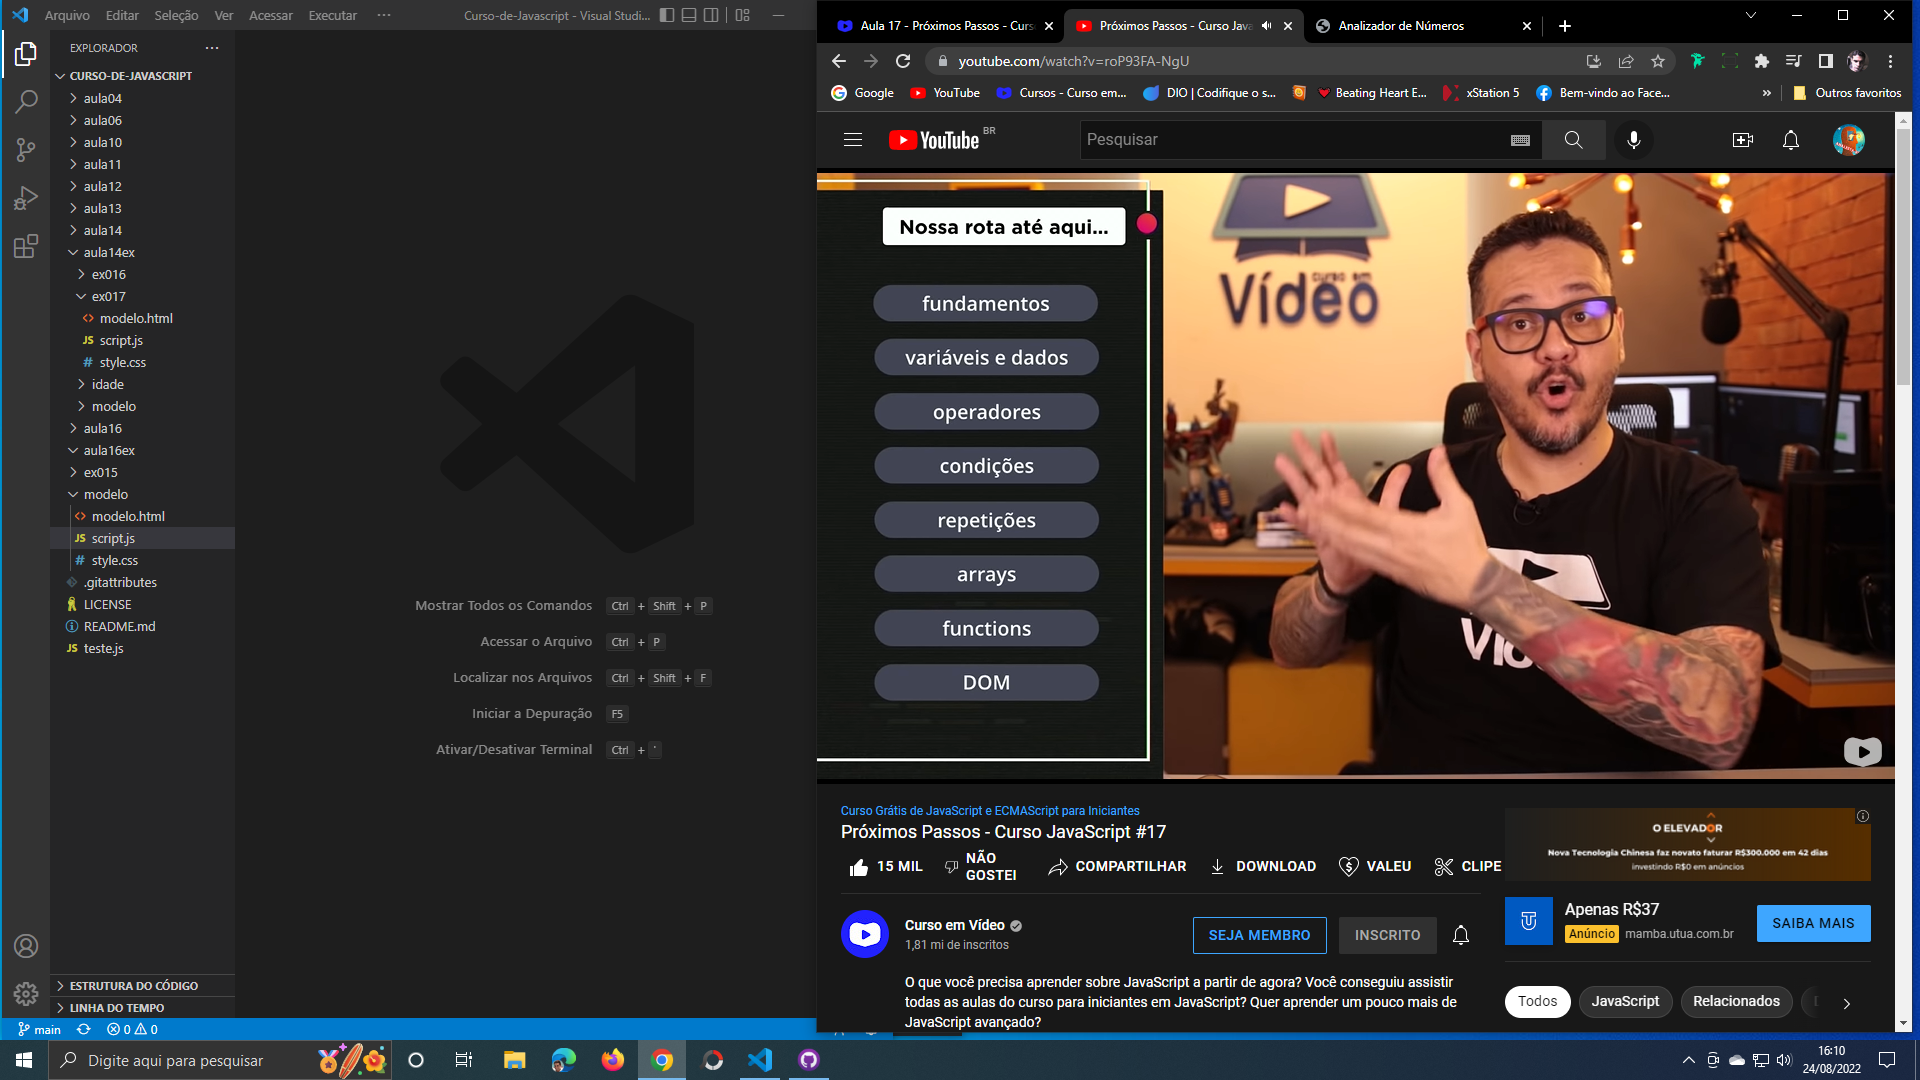 Arquivo Editar Seleção Ver Acessar Executar ···
Curso-de-Javascript - Visual Studi...
EXPLORADOR ···
CURSO-DE-JAVASCRIPT
aula04
aula06
aula10
aula11
aula12
aula13
aula14
aula14ex
ex016
ex017
<> modelo.html
JS script.js
# style.css
idade
modelo
aula16
aula16ex
ex015
modelo
<> modelo.html
JS script.js
# style.css
.gitattributes
LICENSE
README.md
JS teste.js
ESTRUTURA DO CÓDIGO
LINHA DO TEMPO
main 0 0
Mostrar Todos os Comandos Ctrl + Shift + P
Acessar o Arquivo Ctrl + P
Localizar nos Arquivos Ctrl + Shift + F
Iniciar a Depuração F5
Ativar/Desativar Terminal Ctrl + `
Aula 17 - Próximos Passos - Curs
Próximos Passos - Curso Java
Analizador de Números
youtube.com/watch?v=roP93FA-NgU
Google
YouTube
Cursos - Curso em...
DIO | Codifique o s...
Beating Heart E...
xStation 5
Bem-vindo ao Face...
»
Outros favoritos
YouTube BR
Pesquisar
Nossa rota até aqui...
fundamentos
variáveis e dados
operadores
condições
repetições
arrays
functions
DOM
curso em
Vídeo
Curso Grátis de JavaScript e ECMAScript para Iniciantes
Próximos Passos - Curso JavaScript #17
15 MIL
NÃO GOSTEI
COMPARTILHAR
DOWNLOAD
VALEU
CLIPE
Curso em Vídeo
1,81 mi de inscritos
SEJA MEMBRO
INSCRITO
O que você precisa aprender sobre JavaScript a partir de agora? Você conseguiu assistir
todas as aulas do curso para iniciantes em JavaScript? Quer aprender um pouco mais de
JavaScript avançado?
O ELEVADOR
Nova Tecnologia Chinesa faz novato faturar R$300.000 em 42 dias
investindo R$0 em anúncios
Apenas R$37
Anúncio mamba.utua.com.br
SAIBA MAIS
Todos
JavaScript
Relacionados
Digite aqui para pesquisar
16:10
24/08/2022